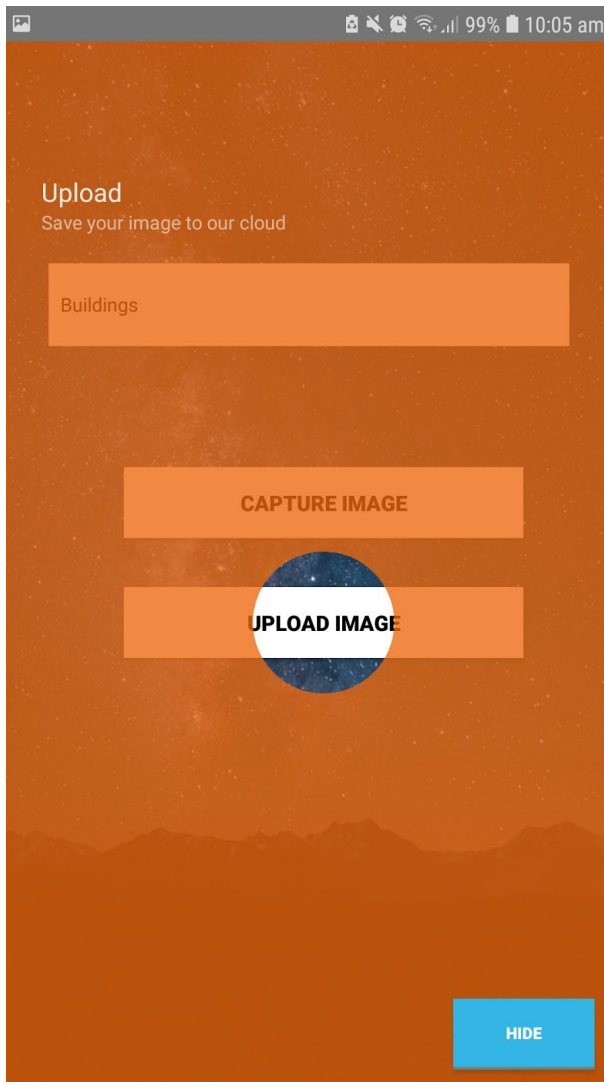 99% 10:05 am
Upload
Save your image to our cloud
Buildings
CAPTURE IMAGE
UPLOAD IMAGE
HIDE